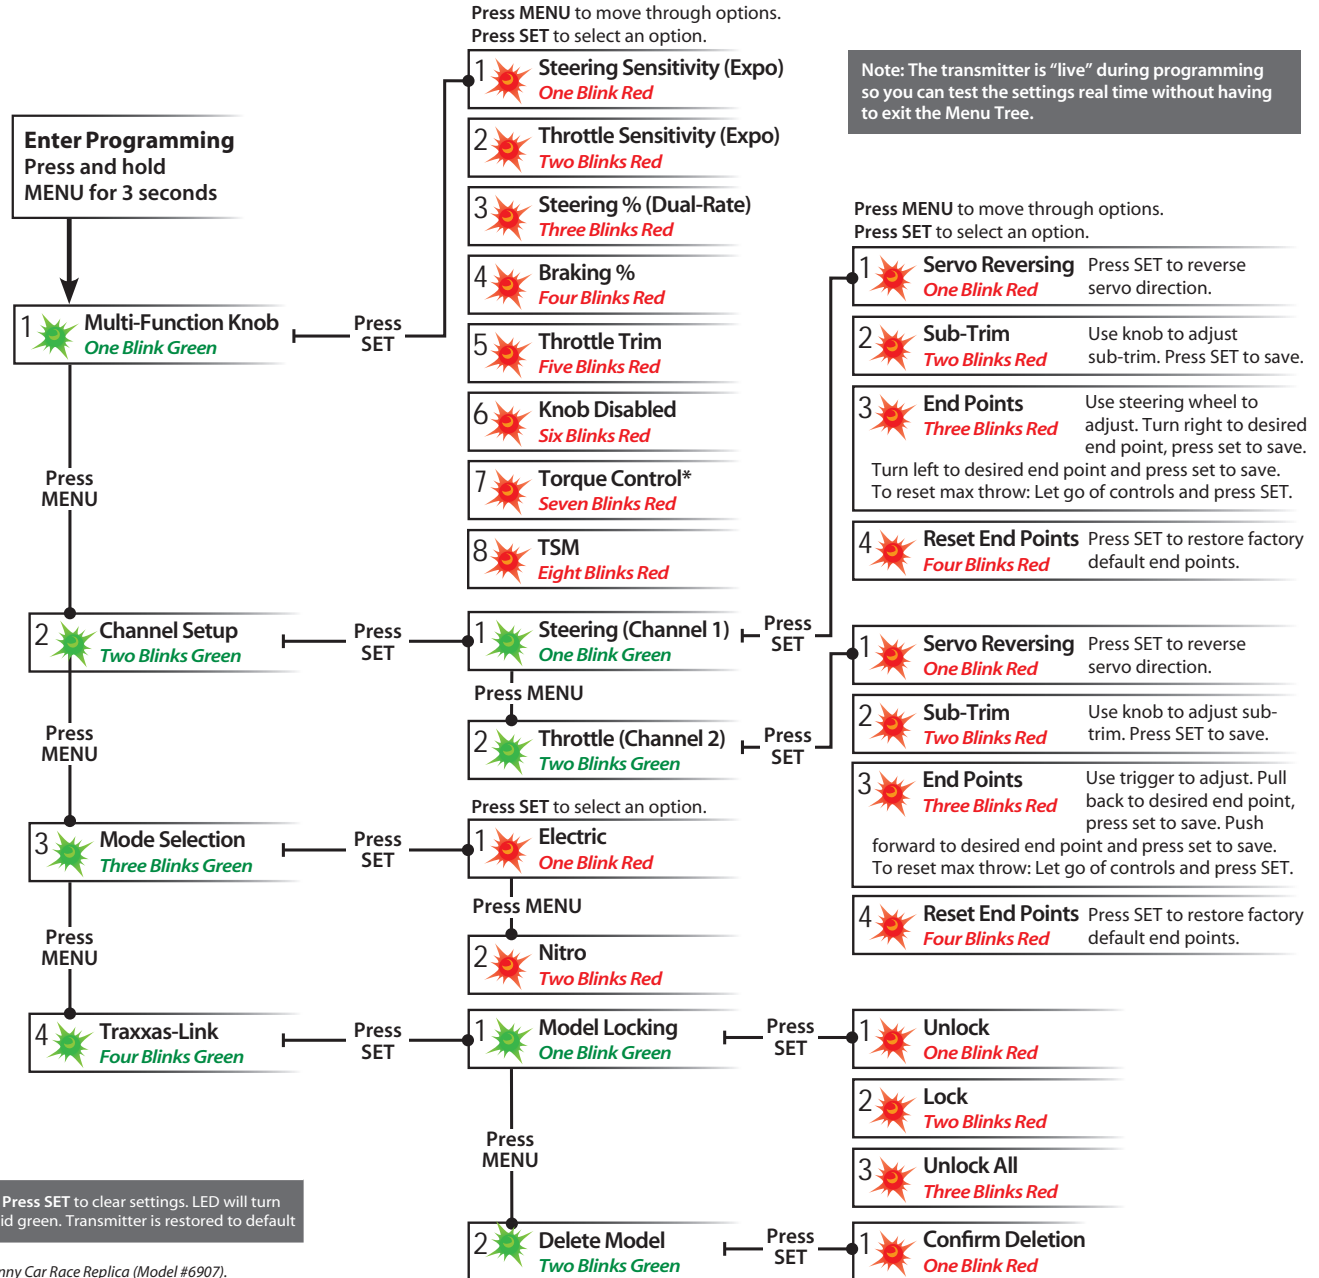 Press MENU to move through options.
Press SET to select an option.
Note: The transmitter is “live” during programming
so you can test the settings real time without having
to exit the Menu Tree.
Enter Programming
Press and hold
MENU for 3 seconds
1 Multi-Function Knob
One Blink Green
Press
SET
1 Steering Sensitivity (Expo)
One Blink Red
2 Throttle Sensitivity (Expo)
Two Blinks Red
3 Steering % (Dual-Rate)
Three Blinks Red
4 Braking %
Four Blinks Red
5 Throttle Trim
Five Blinks Red
6 Knob Disabled
Six Blinks Red
7 Torque Control*
Seven Blinks Red
8 TSM
Eight Blinks Red
Press
MENU
2 Channel Setup
Two Blinks Green
Press
SET
1 Steering (Channel 1)
One Blink Green
Press
SET
Press MENU
2 Throttle (Channel 2)
Two Blinks Green
Press
SET
Press MENU to move through options.
Press SET to select an option.
1 Servo Reversing Press SET to reverse
One Blink Red servo direction.
2 Sub-Trim Use knob to adjust
Two Blinks Red sub-trim. Press SET to save.
3 End Points Use steering wheel to
Three Blinks Red adjust. Turn right to desired
end point, press set to save.
Turn left to desired end point and press set to save.
To reset max throw: Let go of controls and press SET.
4 Reset End Points Press SET to restore factory
Four Blinks Red default end points.
1 Servo Reversing Press SET to reverse
One Blink Red servo direction.
2 Sub-Trim Use knob to adjust sub-
Two Blinks Red trim. Press SET to save.
3 End Points Use trigger to adjust. Pull
Three Blinks Red back to desired end point,
press set to save. Push
forward to desired end point and press set to save.
To reset max throw: Let go of controls and press SET.
4 Reset End Points Press SET to restore factory
Four Blinks Red default end points.
Press
MENU
3 Mode Selection
Three Blinks Green
Press
SET
Press SET to select an option.
1 Electric
One Blink Red
Press MENU
2 Nitro
Two Blinks Red
Press
MENU
4 Traxxas-Link
Four Blinks Green
Press
SET
1 Model Locking
One Blink Green
Press
SET
1 Unlock
One Blink Red
2 Lock
Two Blinks Red
3 Unlock All
Three Blinks Red
Press
MENU
2 Delete Model
Two Blinks Green
Press
SET
1 Confirm Deletion
One Blink Red
Press SET to clear settings. LED will turn
green. Transmitter is restored to default
Car Race Replica (Model #6907).